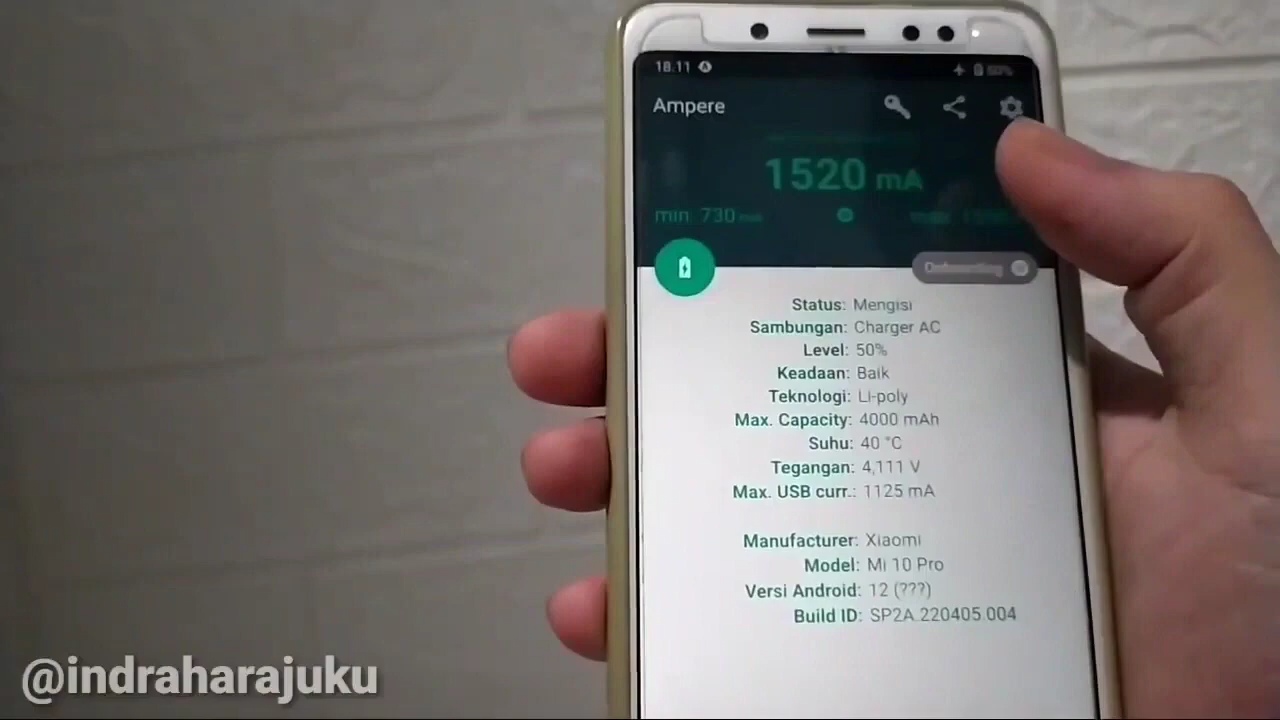 18.11
Ampere
1520 mA
min: 730 mA
Status: Mengisi
Sambungan: Charger AC
Level: 50%
Keadaan: Baik
Teknologi: Li-poly
Max. Capacity: 4000 mAh
Suhu: 40 °C
Tegangan: 4,111 V
Max. USB curr.: 1125 mA
Manufacturer: Xiaomi
Model: Mi 10 Pro
Versi Android: 12 (???)
Build ID: SP2A.220405.004
@indraharajuku